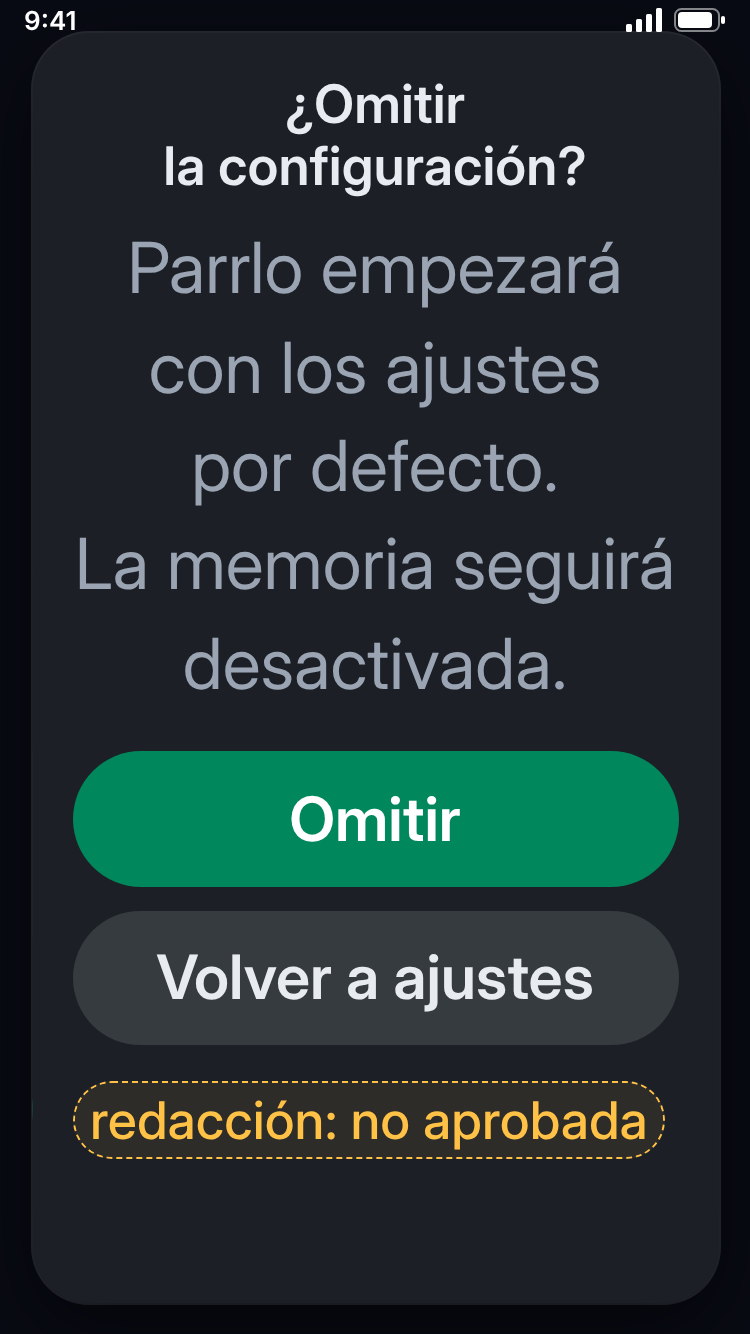 9:41
¿Omitir
la configuración?
Parrlo empezará
con los ajustes
por defecto.
La memoria seguirá
desactivada.
Omitir
Volver a ajustes
redacción: no aprobada